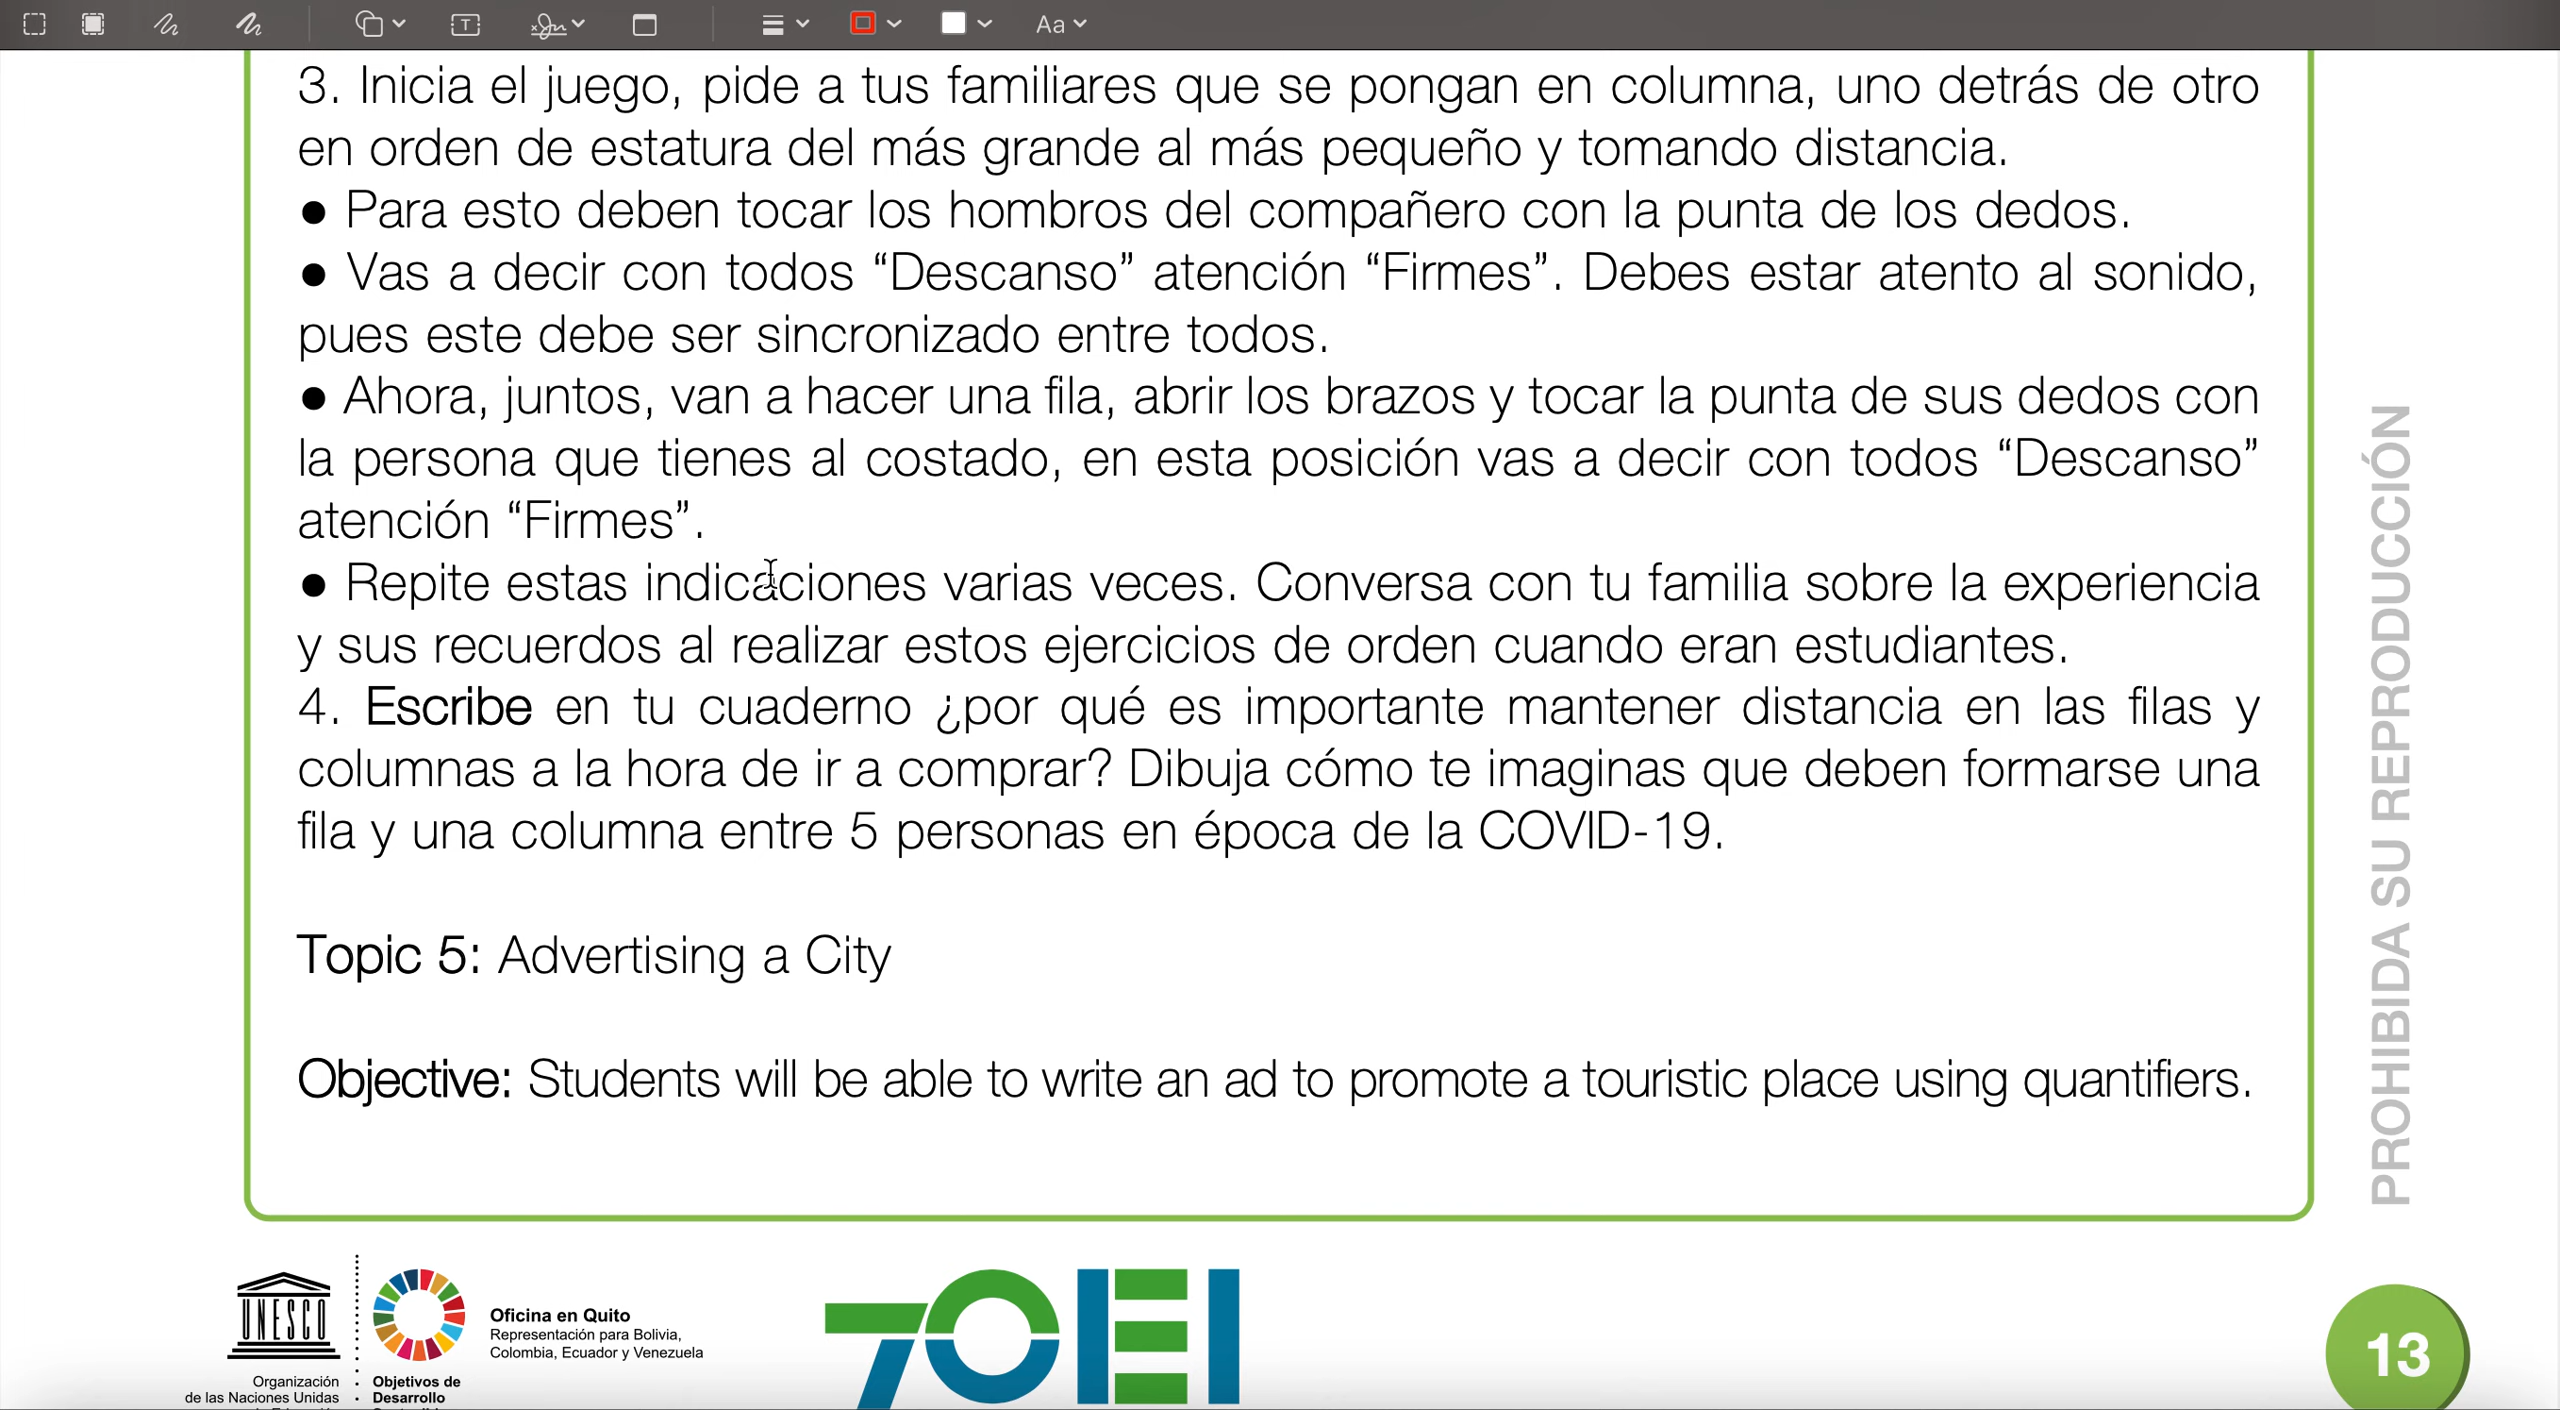 Aa
3. Inicia el juego, pide a tus familiares que se pongan en columna, uno detrás de otro
en orden de estatura del más grande al más pequeño y tomando distancia.
● Para esto deben tocar los hombros del compañero con la punta de los dedos.
● Vas a decir con todos “Descanso” atención “Firmes”. Debes estar atento al sonido,
pues este debe ser sincronizado entre todos.
● Ahora, juntos, van a hacer una fila, abrir los brazos y tocar la punta de sus dedos con
la persona que tienes al costado, en esta posición vas a decir con todos “Descanso”
atención “Firmes”.
● Repite estas indicaciones varias veces. Conversa con tu familia sobre la experiencia
y sus recuerdos al realizar estos ejercicios de orden cuando eran estudiantes.
4. Escribe en tu cuaderno ¿por qué es importante mantener distancia en las filas y
columnas a la hora de ir a comprar? Dibuja cómo te imaginas que deben formarse una
fila y una columna entre 5 personas en época de la COVID-19.
Topic 5: Advertising a City
Objective: Students will be able to write an ad to promote a touristic place using quantifiers.
PROHIBIDA SU REPRODUCCIÓN
UNESCO
Organización
de las Naciones Unidas
Objetivos de
Desarrollo
Oficina en Quito
Representación para Bolivia,
Colombia, Ecuador y Venezuela
70EI
13